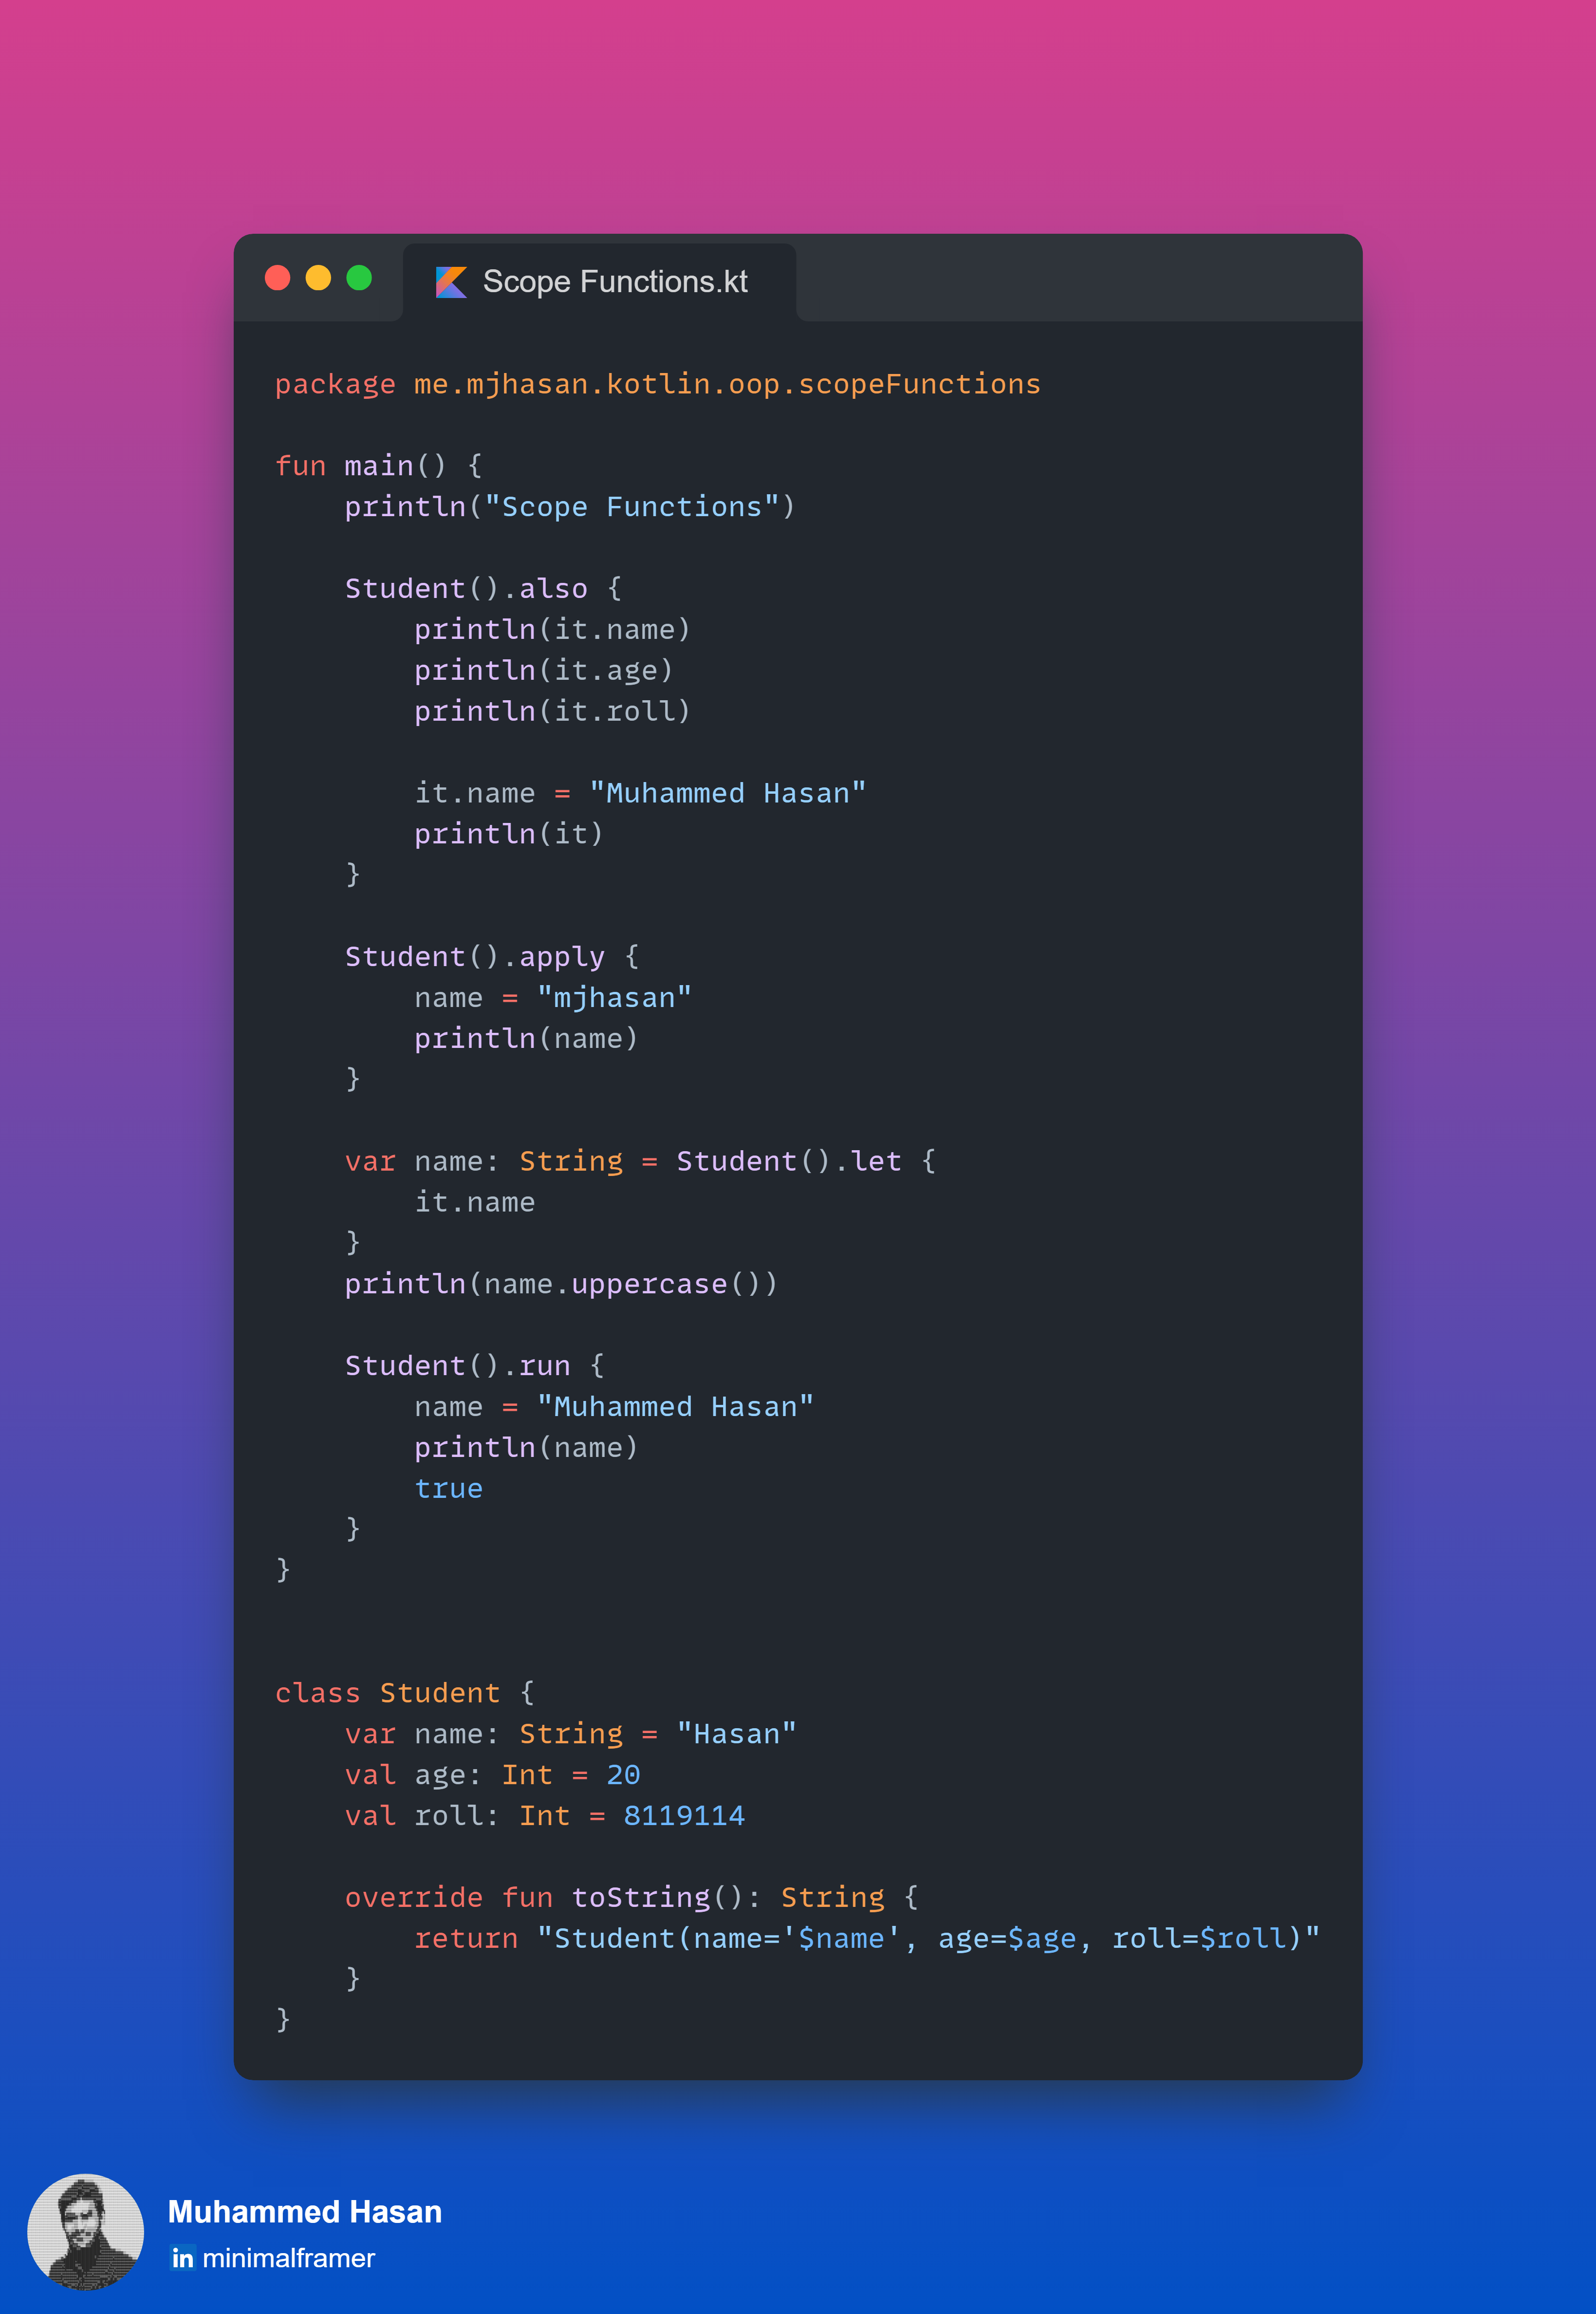 Scope Functions.kt
package me.mjhasan.kotlin.oop.scopeFunctions
fun main() {
    println("Scope Functions")
    Student().also {
        println(it.name)
        println(it.age)
        println(it.roll)
        it.name = "Muhammed Hasan"
        println(it)
    }
    Student().apply {
        name = "mjhasan"
        println(name)
    }
    var name: String = Student().let {
        it.name
    }
    println(name.uppercase())
    Student().run {
        name = "Muhammed Hasan"
        println(name)
        true
    }
}
class Student {
    var name: String = "Hasan"
    val age: Int = 20
    val roll: Int = 8119114
    override fun toString(): String {
        return "Student(name='$name', age=$age, roll=$roll)"
    }
}
Muhammed Hasan
in minimalframer